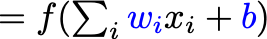 = f(∑ᵢ wᵢxᵢ + b)